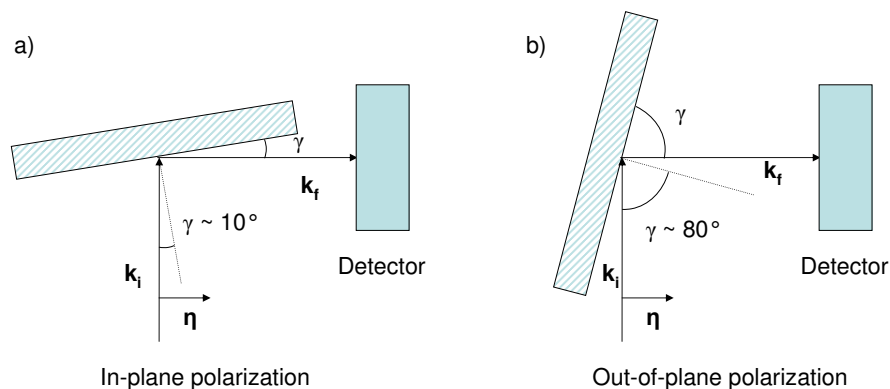 a)
γ
k_f
γ ~ 10°
k_i
Detector
η
In-plane polarization
b)
γ
k_f
γ ~ 80°
k_i
Detector
η
Out-of-plane polarization